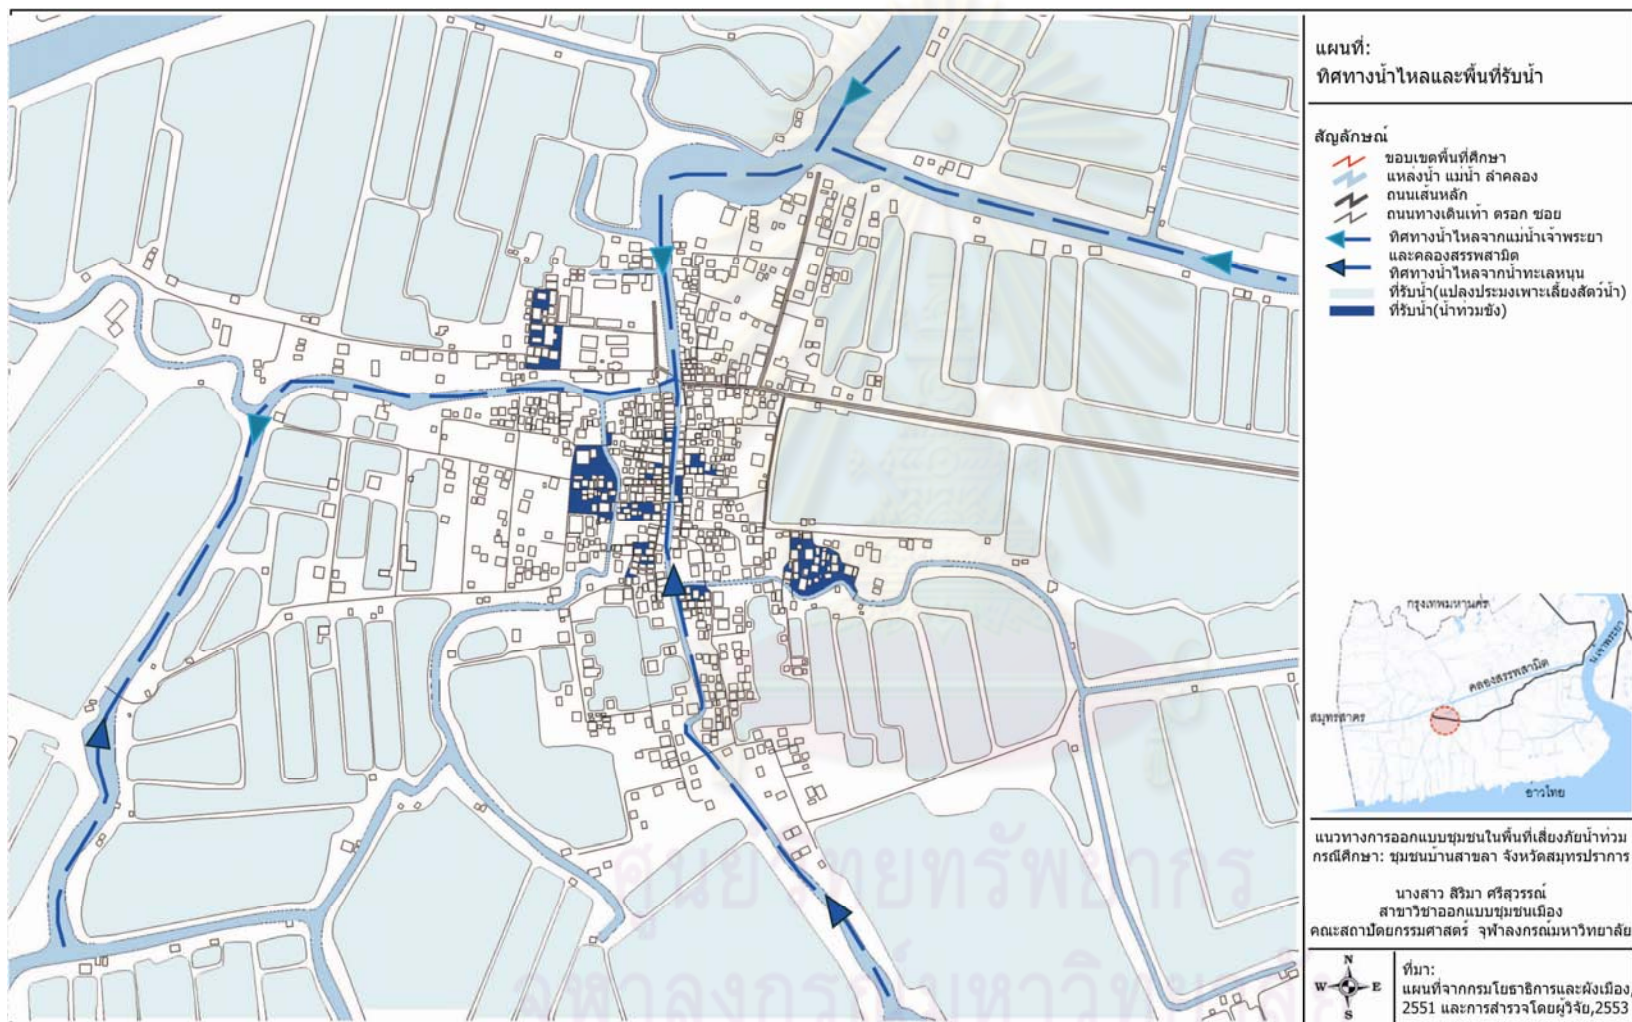 แผนที่:
ทิศทางน้ำไหลและพื้นที่รับน้ำ
สัญลักษณ์
ขอบเขตพื้นที่ศึกษา
แหล่งน้ำ แม่น้ำ ลำคลอง
ถนนเส้นหลัก
ถนนทางเดินเท้า ตรอก ซอย
ทิศทางน้ำไหลจากแม่น้ำเจ้าพระยา
และคลองสรรพสามิต
ทิศทางน้ำไหลจากน้ำทะเลหนุน
ที่รับน้ำ(แปลงประมงเพาะเลี้ยงสัตว์น้ำ)
ที่รับน้ำ(น้ำท่วมขัง)
กรุงเทพมหานคร
น.เจ้าพระยา
คลองสรรพสามิต
สมุทรสาคร
อ่าวไทย
แนวทางการออกแบบชุมชนในพื้นที่เสี่ยงภัยน้ำท่วม
กรณีศึกษา: ชุมชนบ้านสาขลา จังหวัดสมุทรปราการ
นางสาว สิริมา ศรีสุวรรณ์
สาขาวิชาออกแบบชุมชนเมือง
คณะสถาปัตยกรรมศาสตร์ จุฬาลงกรณ์มหาวิทยาลัย
N
W E
S
ที่มา:
แผนที่จากกรมโยธาธิการและผังเมือง,
2551 และการสำรวจโดยผู้วิจัย,2553
ศูนย์วิทยทรัพยากร
จุฬาลงกรณ์มหาวิทยาลัย